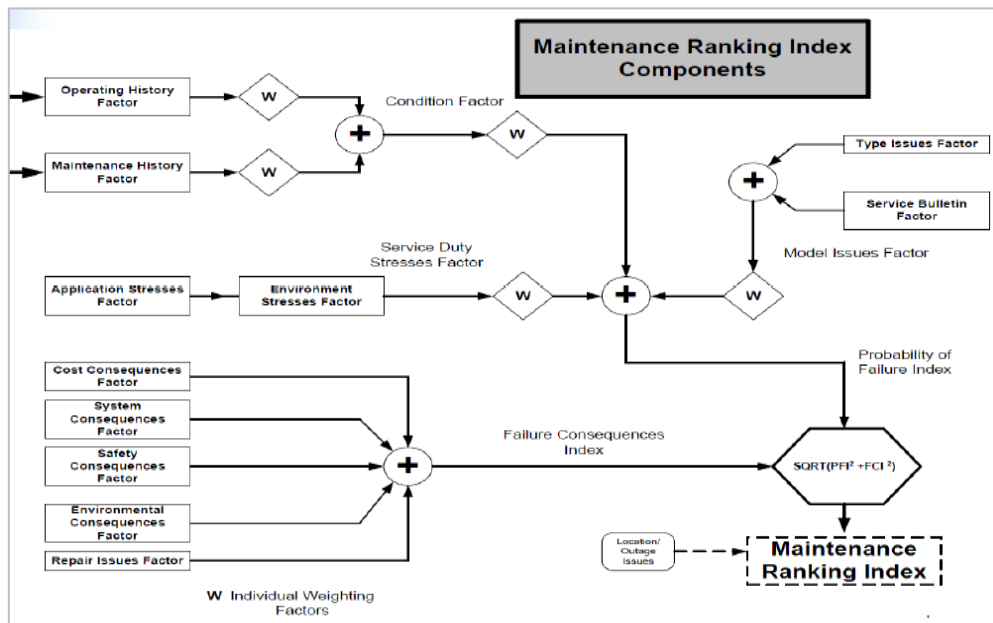 Maintenance Ranking Index
Components
Operating History
Factor
W
Condition Factor
+
W
Maintenance History
Factor
W
Type Issues Factor
+
Service Bulletin
Factor
Model Issues Factor
W
Service Duty
Stresses Factor
Application Stresses
Factor
Environment
Stresses Factor
W
+
Probability of
Failure Index
Cost Consequences
Factor
System
Consequences
Factor
Safety
Consequences
Factor
Environmental
Consequences
Factor
Repair Issues Factor
+
Failure Consequences
Index
SQRT(PFI² +FCI ²)
Location/
Outage
Issues
Maintenance
Ranking Index
W Individual Weighting
Factors